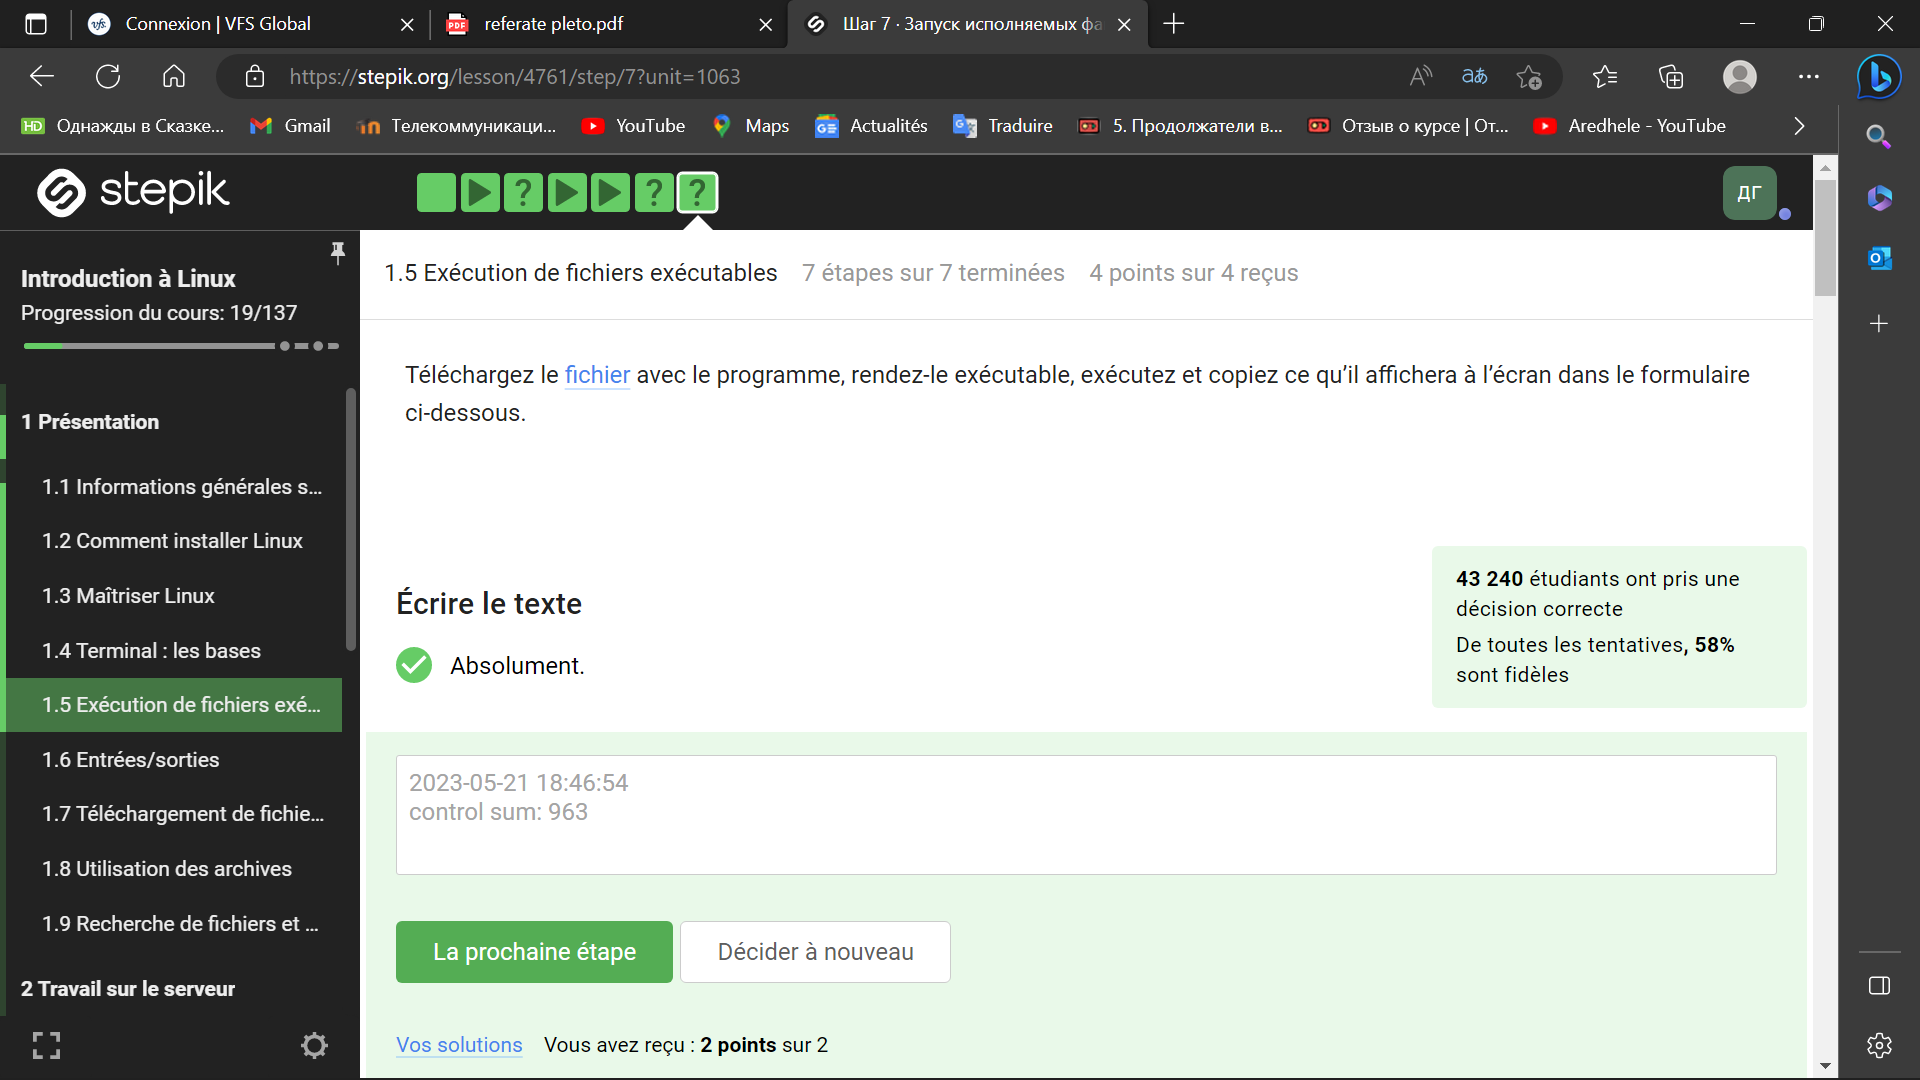 Connexion | VFS Global
referate pleto.pdf
Шаг 7 · Запуск исполняемых фа
https://stepik.org/lesson/4761/step/7?unit=1063
Однажды в Сказке...
Gmail
Телекоммуникаци...
YouTube
Maps
Actualités
Traduire
5. Продолжатели в...
Отзыв о курсе | От...
Aredhele - YouTube
stepik
ДГ
Introduction à Linux
Progression du cours: 19/137
1 Présentation
1.1 Informations générales s...
1.2 Comment installer Linux
1.3 Maîtriser Linux
1.4 Terminal : les bases
1.5 Exécution de fichiers exé...
1.6 Entrées/sorties
1.7 Téléchargement de fichie...
1.8 Utilisation des archives
1.9 Recherche de fichiers et ...
2 Travail sur le serveur
1.5 Exécution de fichiers exécutables 7 étapes sur 7 terminées 4 points sur 4 reçus
Téléchargez le fichier avec le programme, rendez-le exécutable, exécutez et copiez ce qu’il affichera à l’écran dans le formulaire
ci-dessous.
43 240 étudiants ont pris une
décision correcte
De toutes les tentatives, 58%
sont fidèles
Écrire le texte
Absolument.
2023-05-21 18:46:54
control sum: 963
La prochaine étape
Décider à nouveau
Vos solutions Vous avez reçu : 2 points sur 2